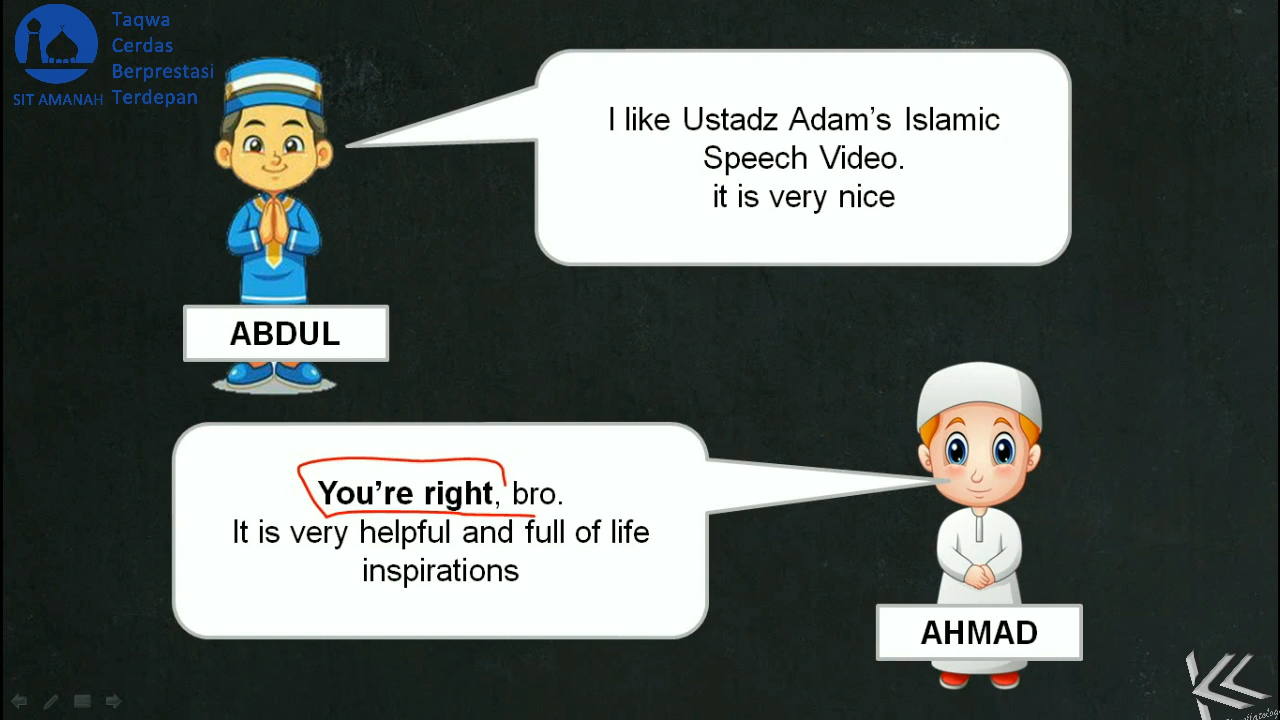 Taqwa
Cerdas
Berprestasi
Terdepan
SIT AMANAH
I like Ustadz Adam's Islamic
Speech Video.
it is very nice
ABDUL
You're right, bro.
It is very helpful and full of life
inspirations
AHMAD